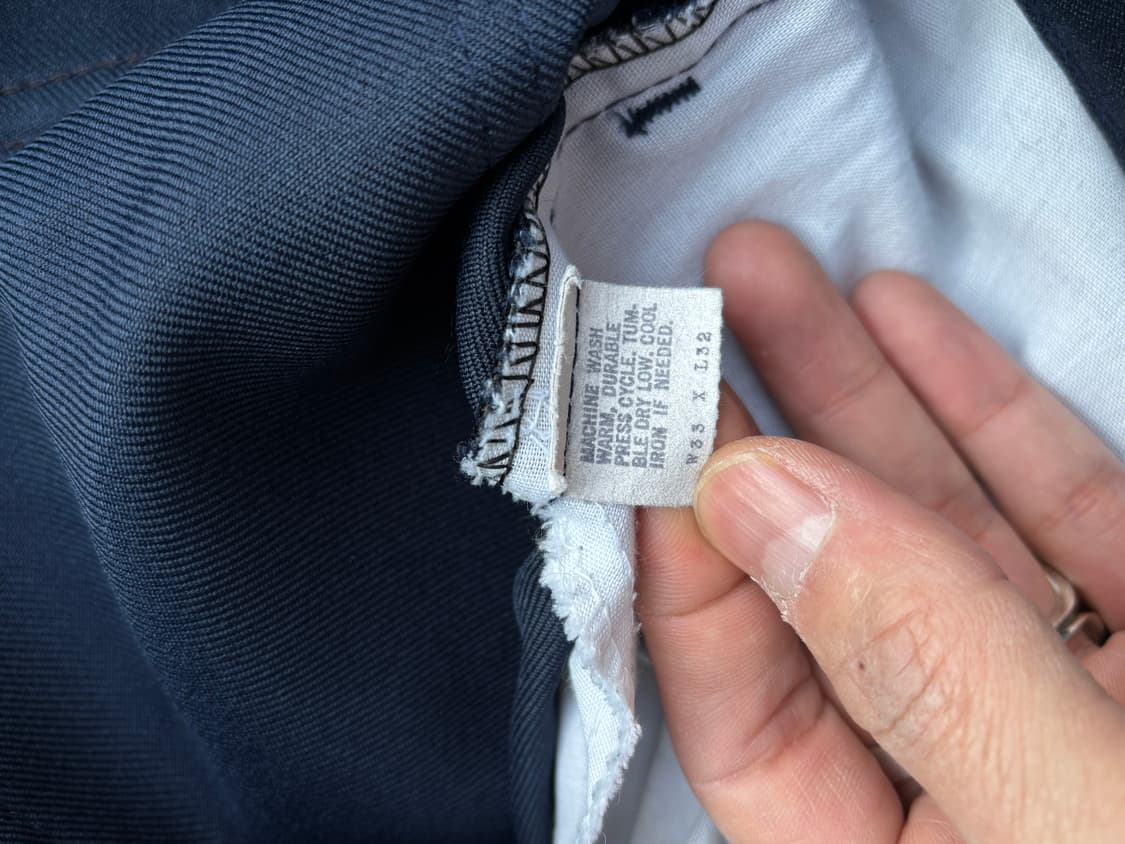 MACHINE WASH
WARM, DURABLE
PRESS CYCLE. TUM-
BLE DRY LOW. COOL
IRON IF NEEDED.
W33 X L32